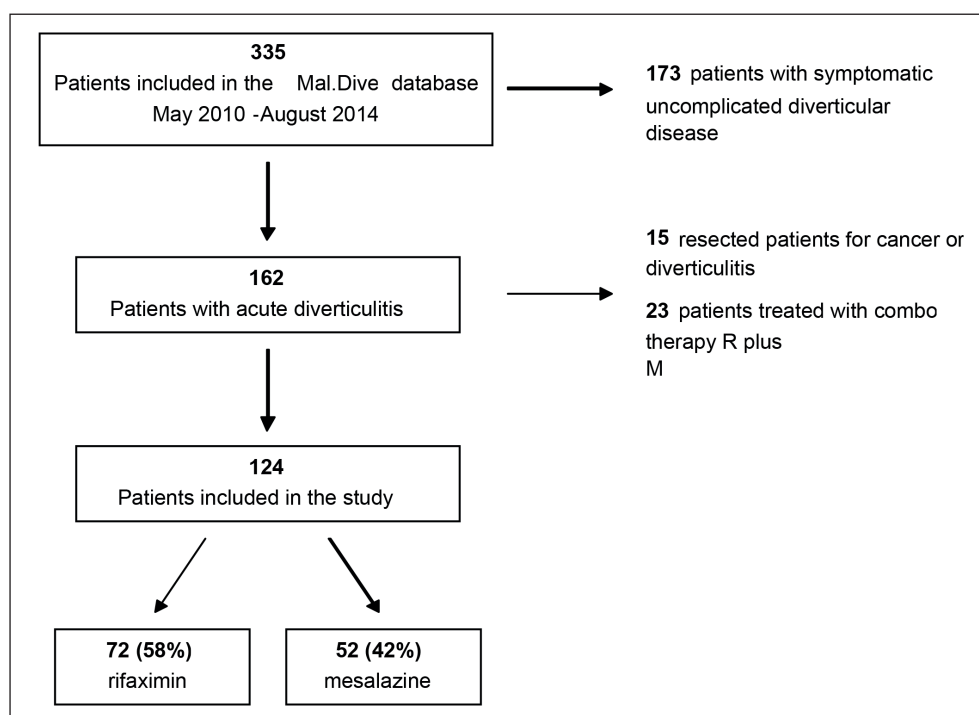 335
Patients included in the Mal.Dive database
May 2010 -August 2014
173 patients with symptomatic
uncomplicated diverticular
disease
162
Patients with acute diverticulitis
15 resected patients for cancer or
diverticulitis
23 patients treated with combo
therapy R plus
M
124
Patients included in the study
72 (58%)
rifaximin
52 (42%)
mesalazine